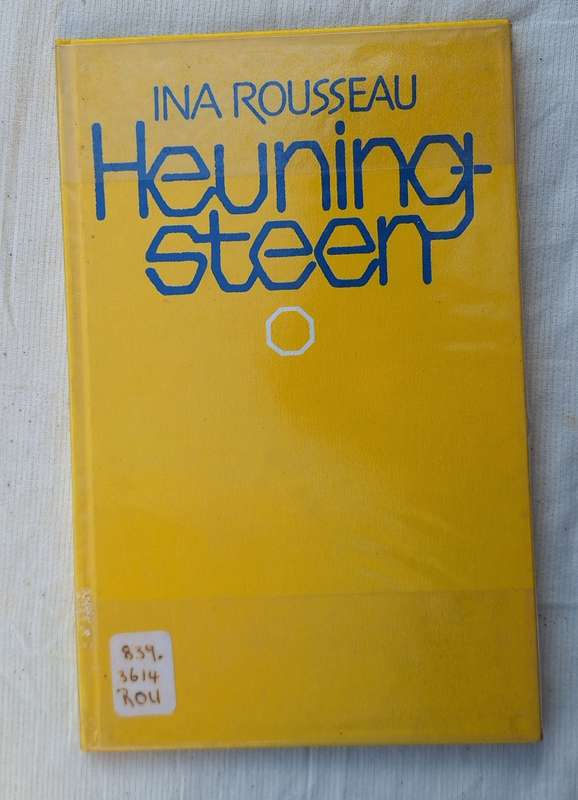 INA ROUSSEAU
Heuning-
steen
839.
3614
ROU